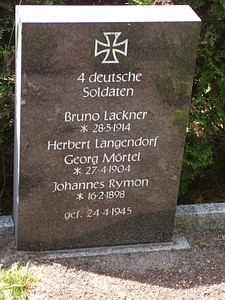 4 deutsche
Soldaten
Bruno Lackner
* 28·5·1914
Herbert Langendorf
Georg Mörtel
* 27·4·1904
Johannes Rymon
* 16·2·1898
gef. 24·4·1945